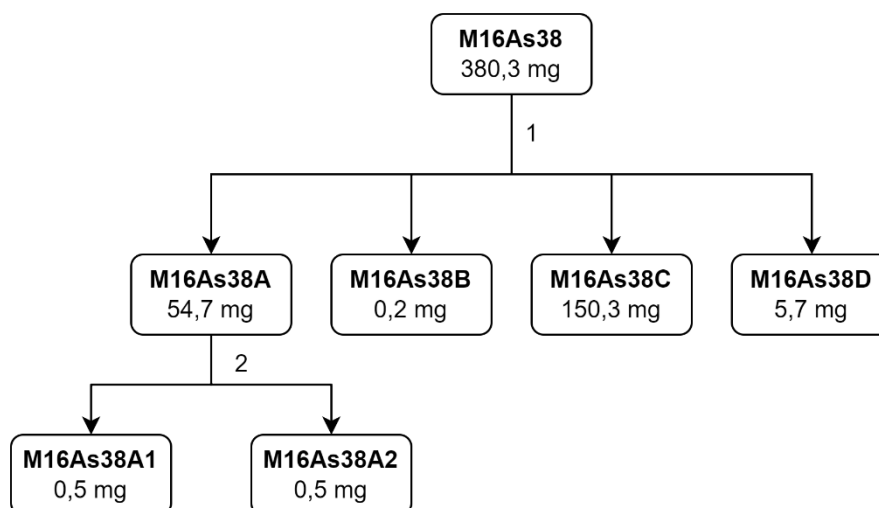 M16As38
380,3 mg
1
M16As38A
54,7 mg
M16As38B
0,2 mg
M16As38C
150,3 mg
M16As38D
5,7 mg
2
M16As38A1
0,5 mg
M16As38A2
0,5 mg